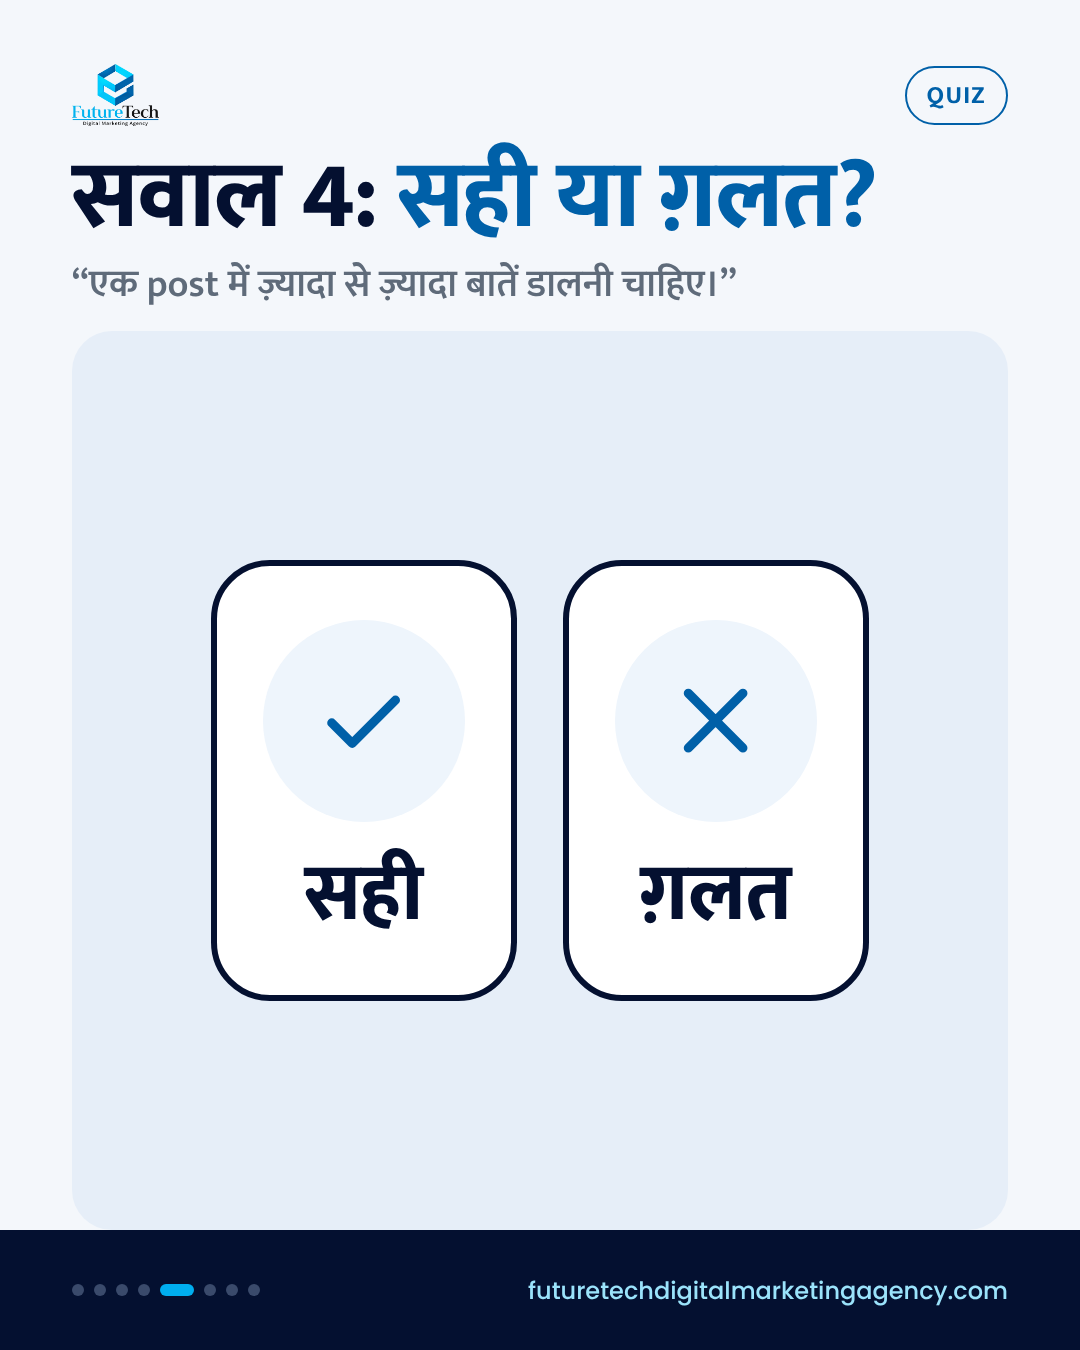 FutureTech
Digital Marketing Agency
QUIZ
सवाल 4: सही या ग़लत?
“एक post में ज़्यादा से ज़्यादा बातें डालनी चाहिए।”
सही
ग़लत
futuretechdigitalmarketingagency.com